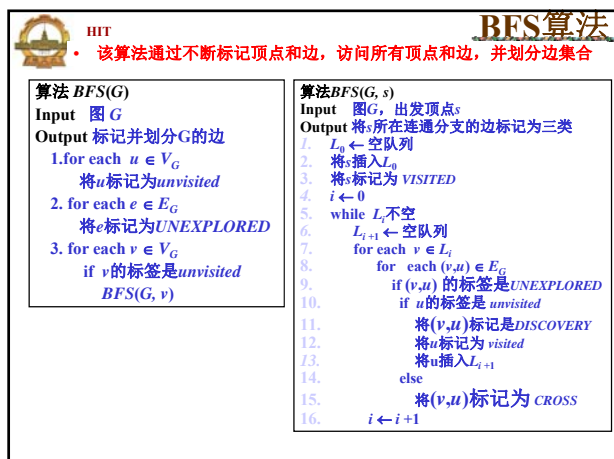 HIT
BFS算法
• 该算法通过不断标记顶点和边，访问所有顶点和边，并划分边集合
算法 BFS(G)
Input 图 G
Output 标记并划分G的边
1.for each u ∈ V_G
将u标记为unvisited
2. for each e ∈ E_G
将e标记为UNEXPLORED
3. for each v ∈ V_G
if v的标签是unvisited
BFS(G, v)
算法BFS(G, s)
Input 图G，出发顶点s
Output 将s所在连通分支的边标记为三类
1. L_0 ← 空队列
2. 将s插入L_0
3. 将s标记为 VISITED
4. i ← 0
5. while L_i不空
6. L_{i+1} ← 空队列
7. for each v ∈ L_i
8. for each (v,u) ∈ E_G
9. if (v,u) 的标签是UNEXPLORED
10. if u的标签是 unvisited
11. 将(v,u)标记是DISCOVERY
12. 将u标记为 visited
13. 将u插入L_{i+1}
14. else
15. 将(v,u)标记为 CROSS
16. i ← i +1